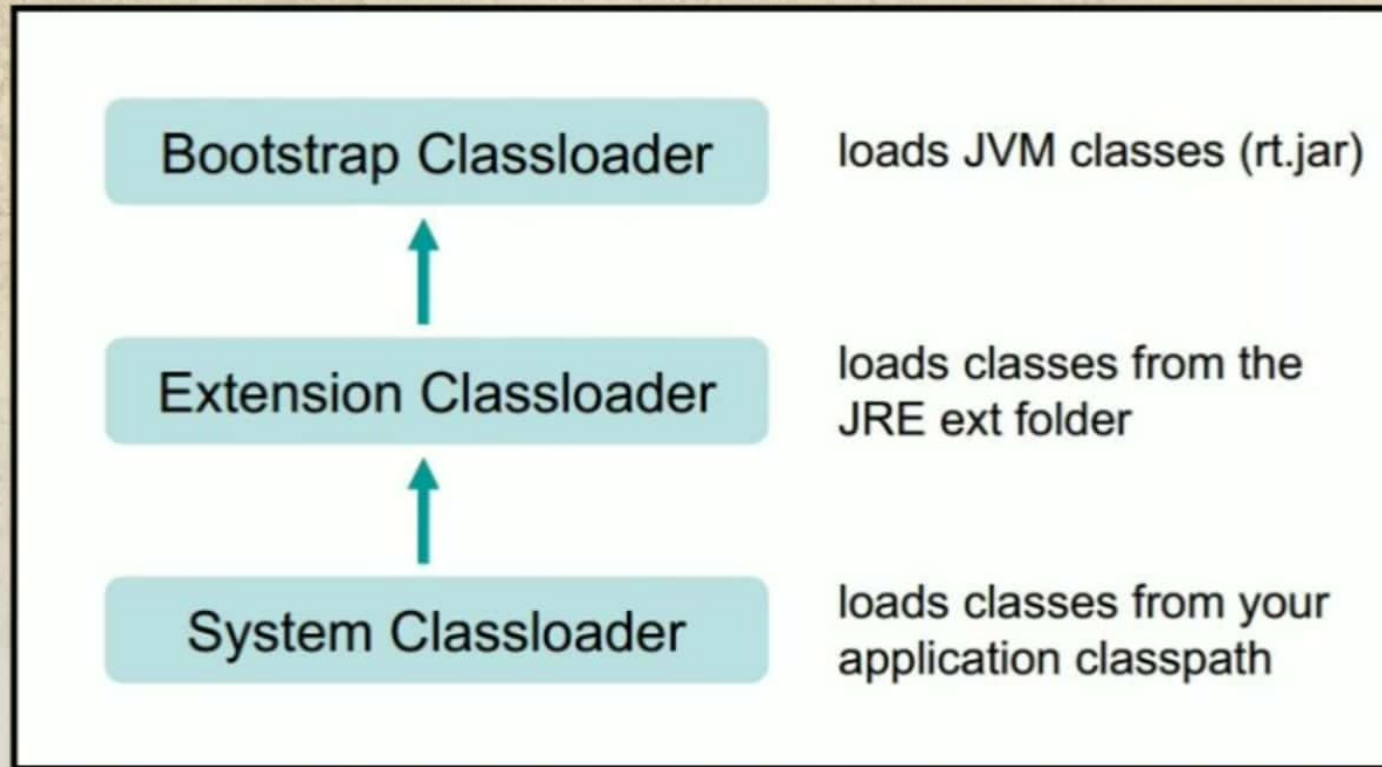 Bootstrap Classloader
loads JVM classes (rt.jar)
Extension Classloader
loads classes from the
JRE ext folder
System Classloader
loads classes from your
application classpath